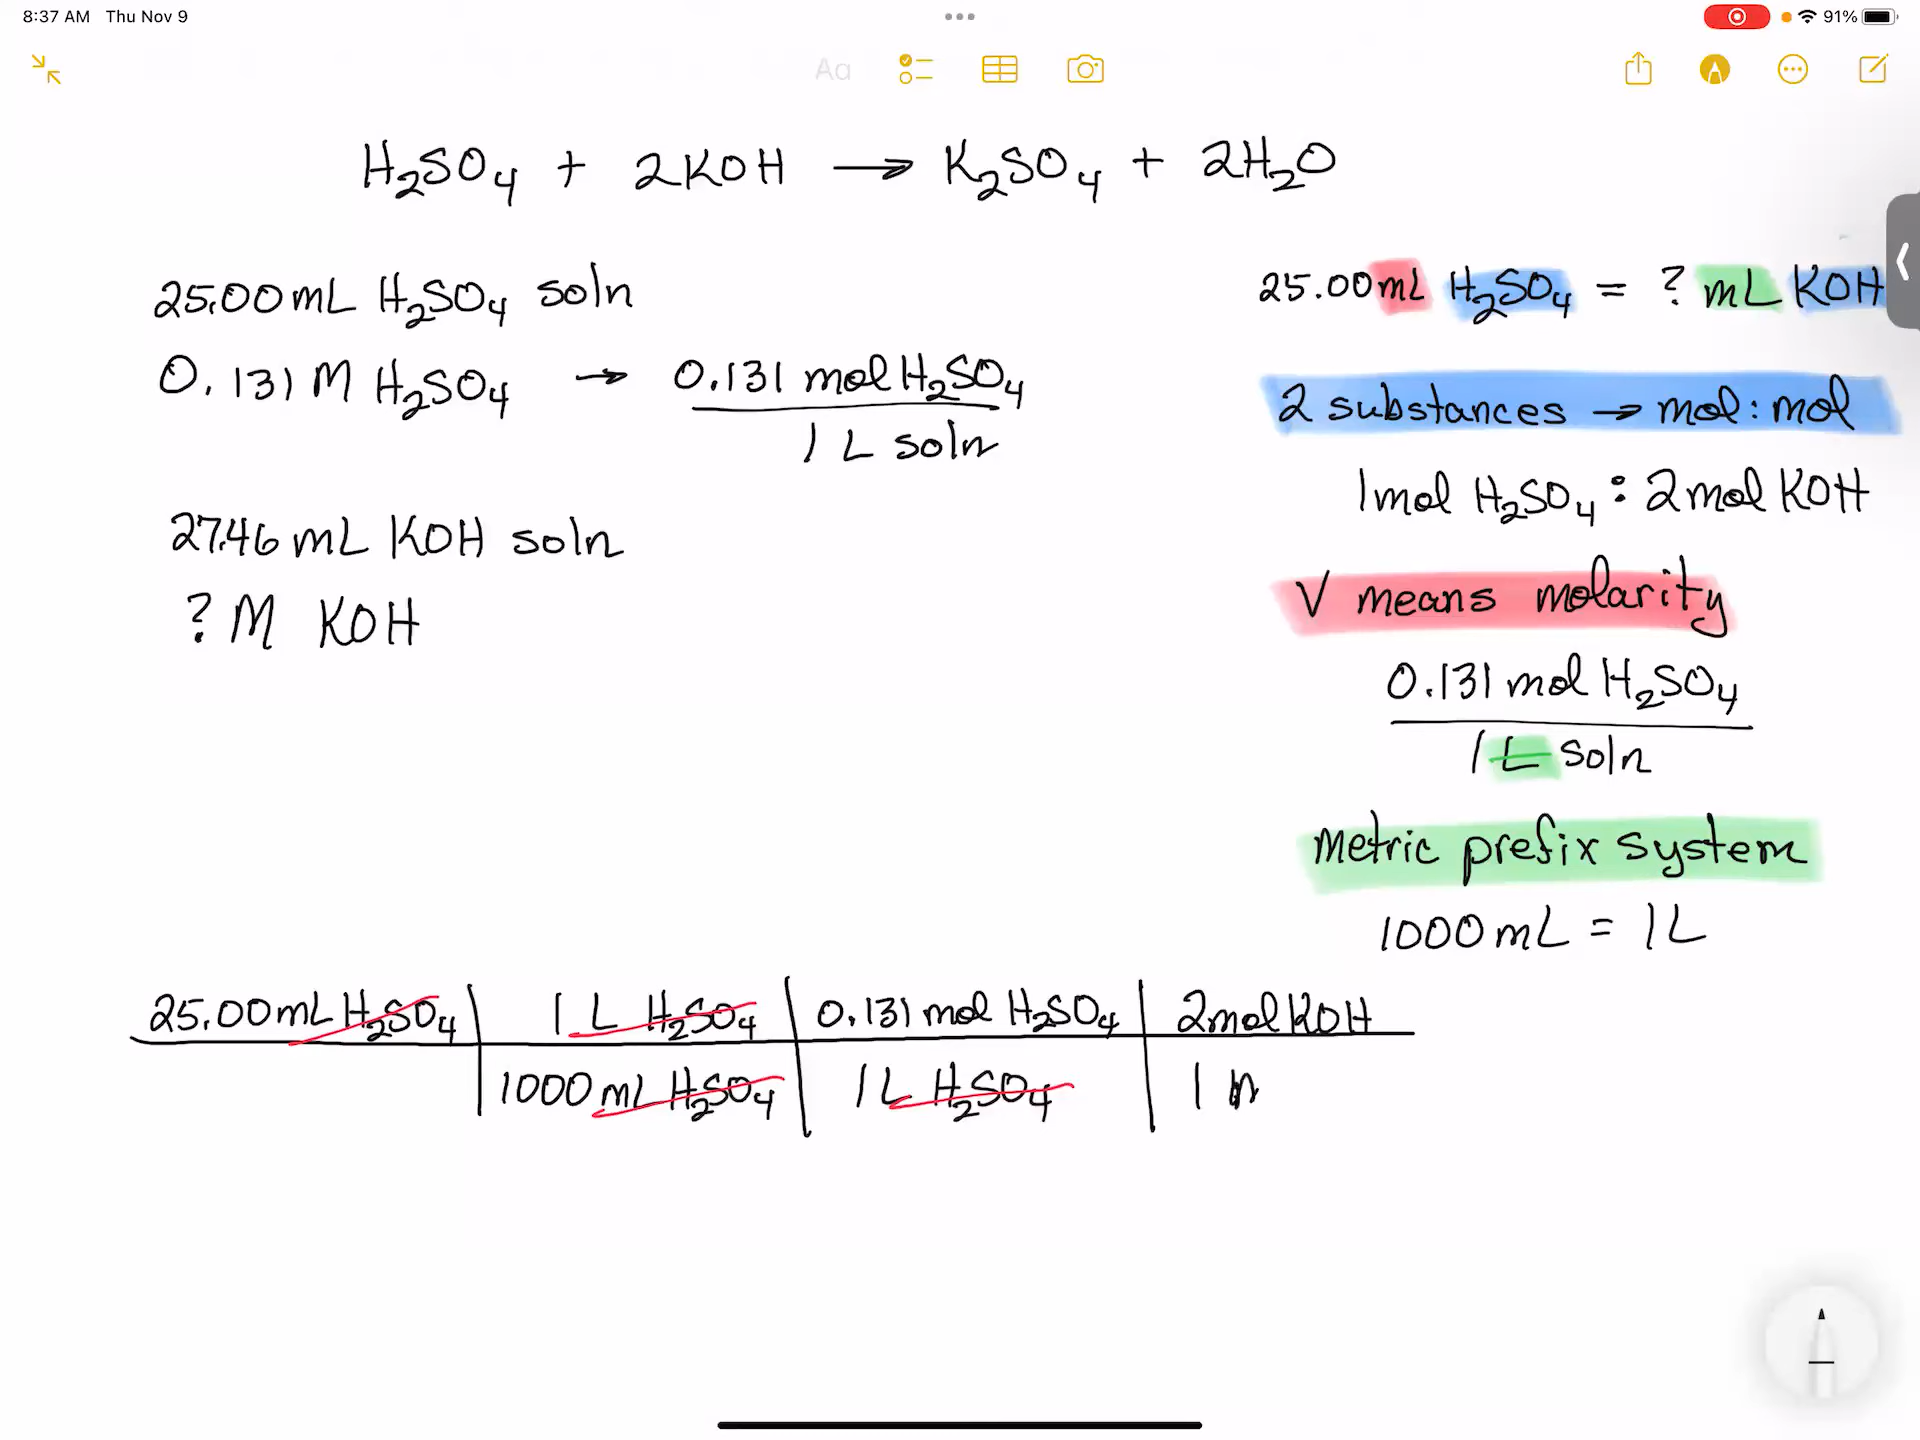 8:37 AM Thu Nov 9
91%
Aa
H₂SO₄ + 2KOH → K₂SO₄ + 2H₂O
25.00 mL H₂SO₄ soln
0.131 M H₂SO₄ → 0.131 mol H₂SO₄
1 L soln
27.46 mL KOH soln
? M KOH
25.00 mL H₂SO₄ = ? mL KOH
2 substances → mol : mol
1 mol H₂SO₄ : 2 mol KOH
V means molarity
0.131 mol H₂SO₄
1 L soln
Metric prefix system
1000 mL = 1 L
25.00 mL H₂SO₄ | 1 L H₂SO₄ | 0.131 mol H₂SO₄ | 2 mol KOH
1000 mL H₂SO₄ | 1 L H₂SO₄ | 1 m